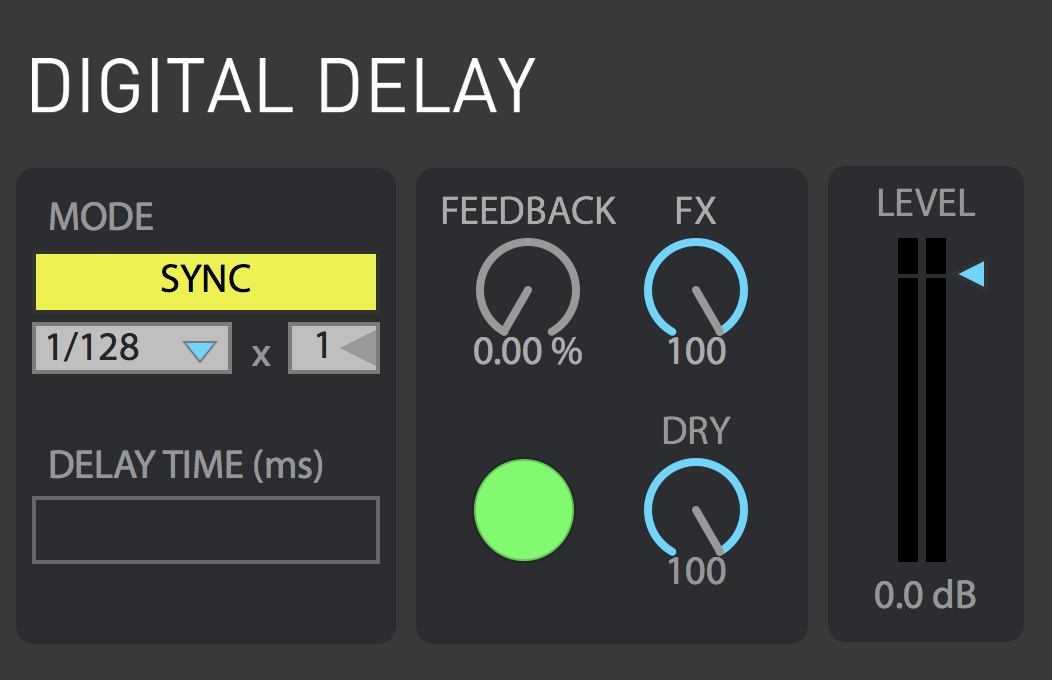 DIGITAL DELAY
MODE
SYNC
1/128 x 1
DELAY TIME (ms)
FEEDBACK
0.00 %
FX
100
DRY
100
LEVEL
0.0 dB